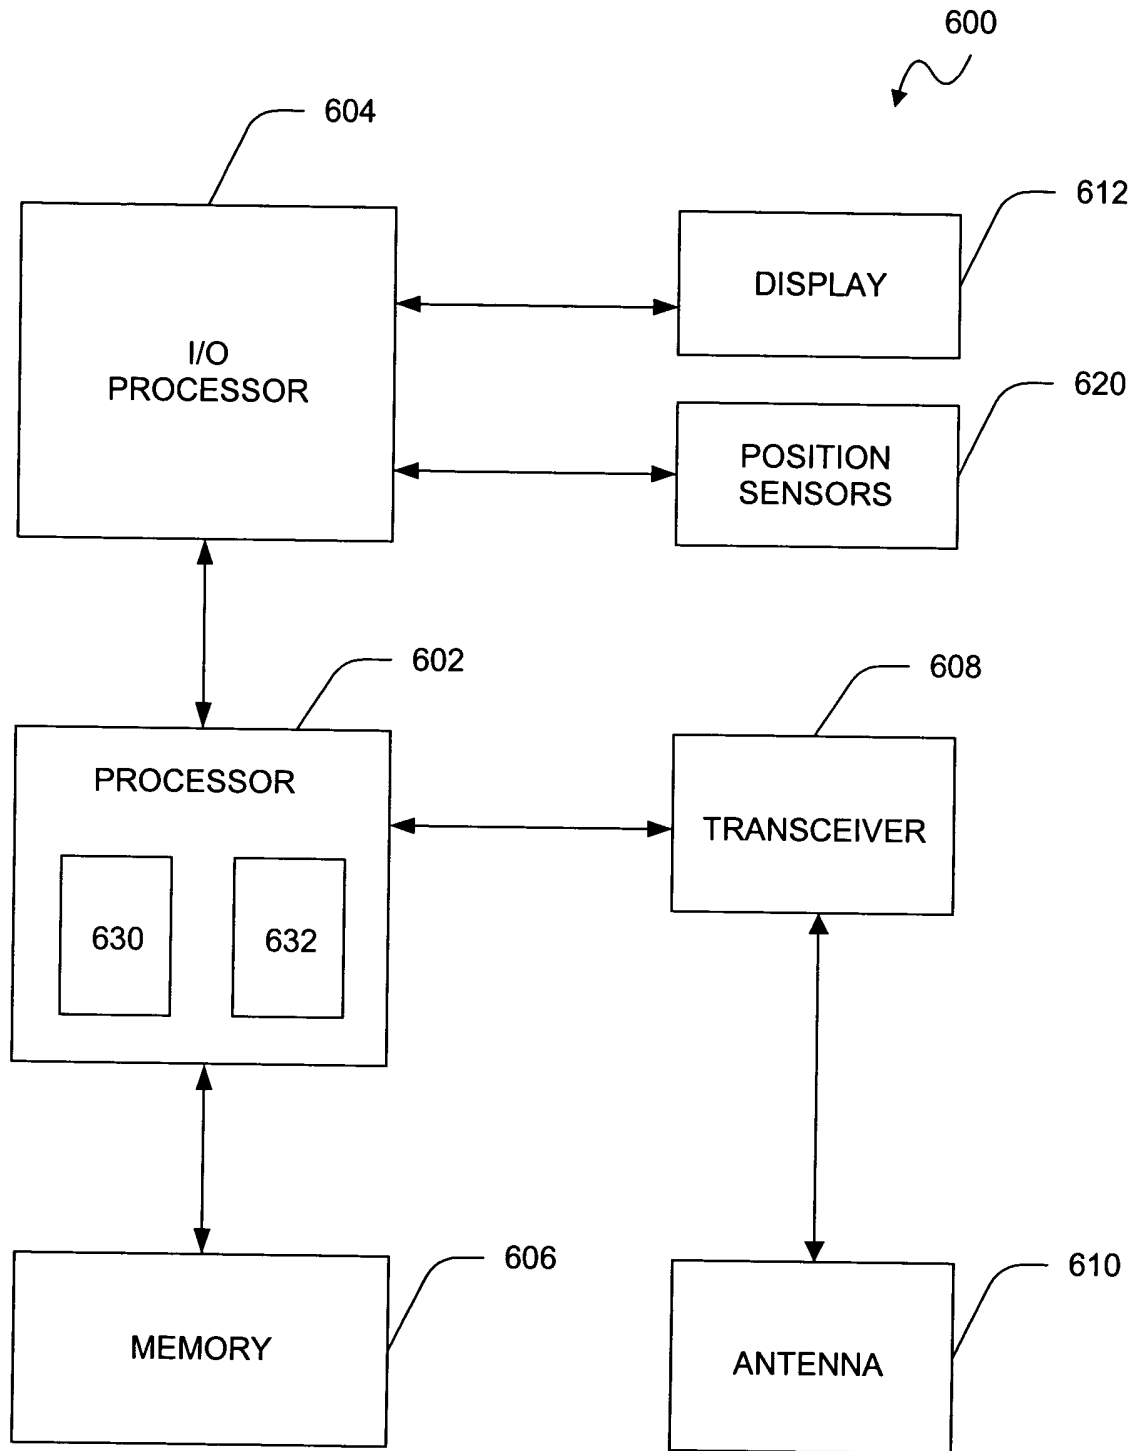 600
604
612
DISPLAY
I/O
PROCESSOR
620
POSITION
SENSORS
602
608
PROCESSOR
TRANSCEIVER
630
632
606
610
MEMORY
ANTENNA